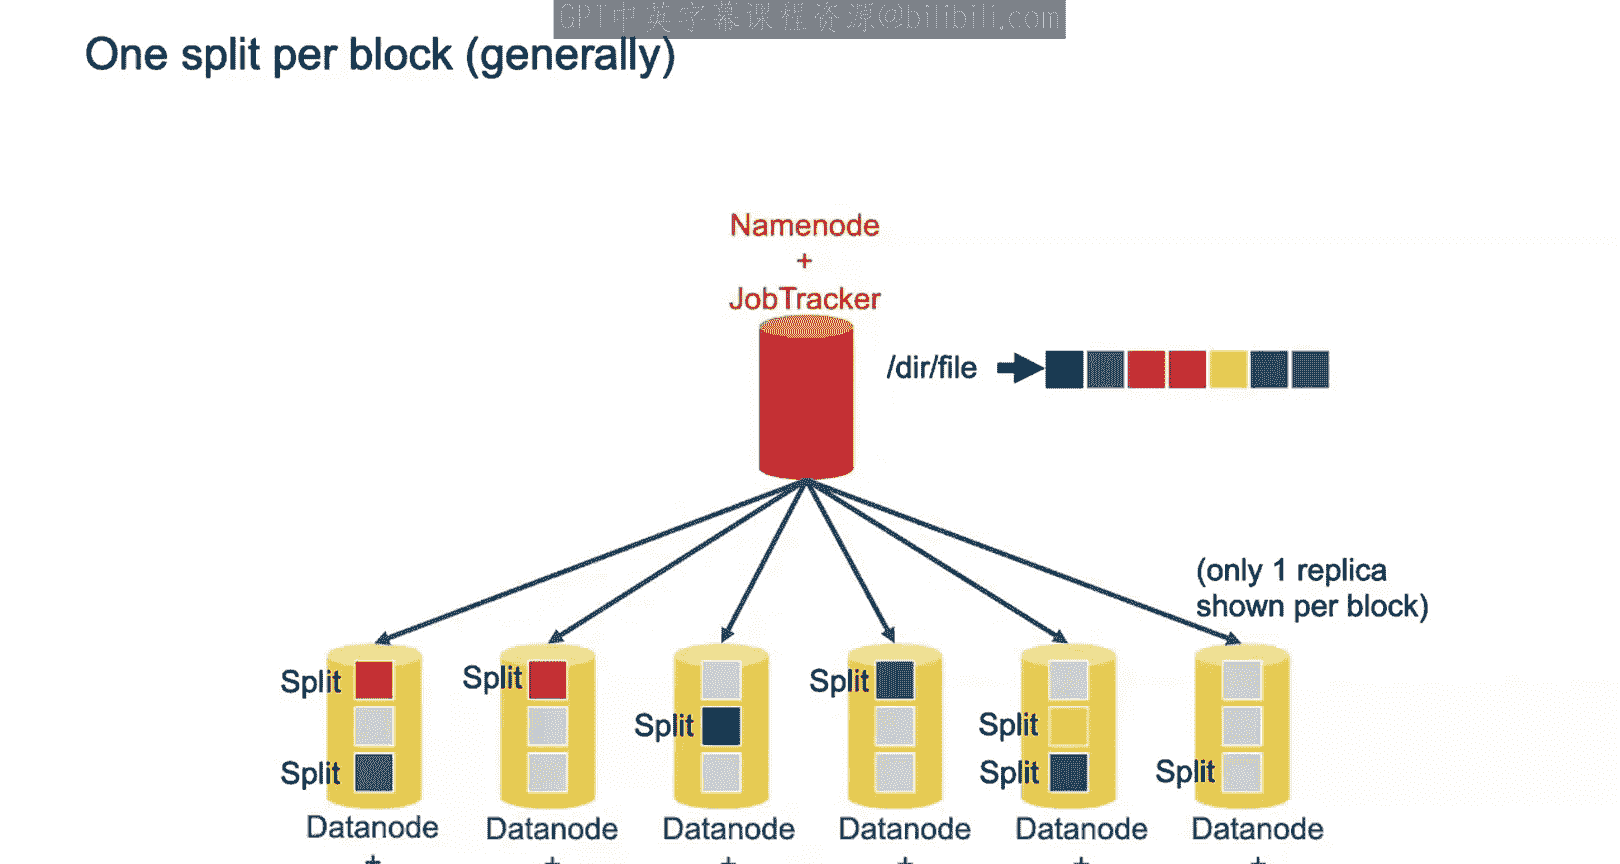 GPT中英字幕课程资源@bilibili.com
One split per block (generally)
Namenode
+
JobTracker
/dir/file
(only 1 replica
shown per block)
Split
Split
Split
Split
Split
Split
Split
Split
Datanode
+
Datanode
+
Datanode
+
Datanode
+
Datanode
+
Datanode
+